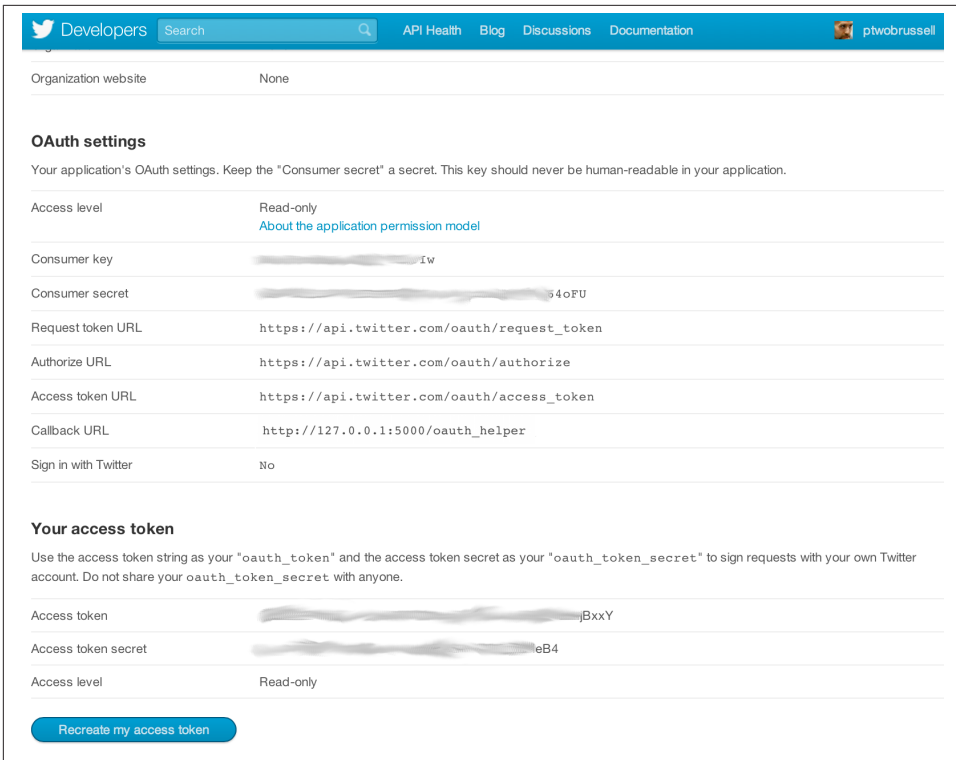 Developers Search API Health Blog Discussions Documentation ptwobrussell
Organization website None
OAuth settings
Your application's OAuth settings. Keep the "Consumer secret" a secret. This key should never be human-readable in your application.
Access level Read-only
About the application permission model
Consumer key Iw
Consumer secret 54oFU
Request token URL https://api.twitter.com/oauth/request_token
Authorize URL https://api.twitter.com/oauth/authorize
Access token URL https://api.twitter.com/oauth/access_token
Callback URL http://127.0.0.1:5000/oauth_helper
Sign in with Twitter No
Your access token
Use the access token string as your "oauth_token" and the access token secret as your "oauth_token_secret" to sign requests with your own Twitter
account. Do not share your oauth_token_secret with anyone.
Access token jBxxY
Access token secret eB4
Access level Read-only
Recreate my access token